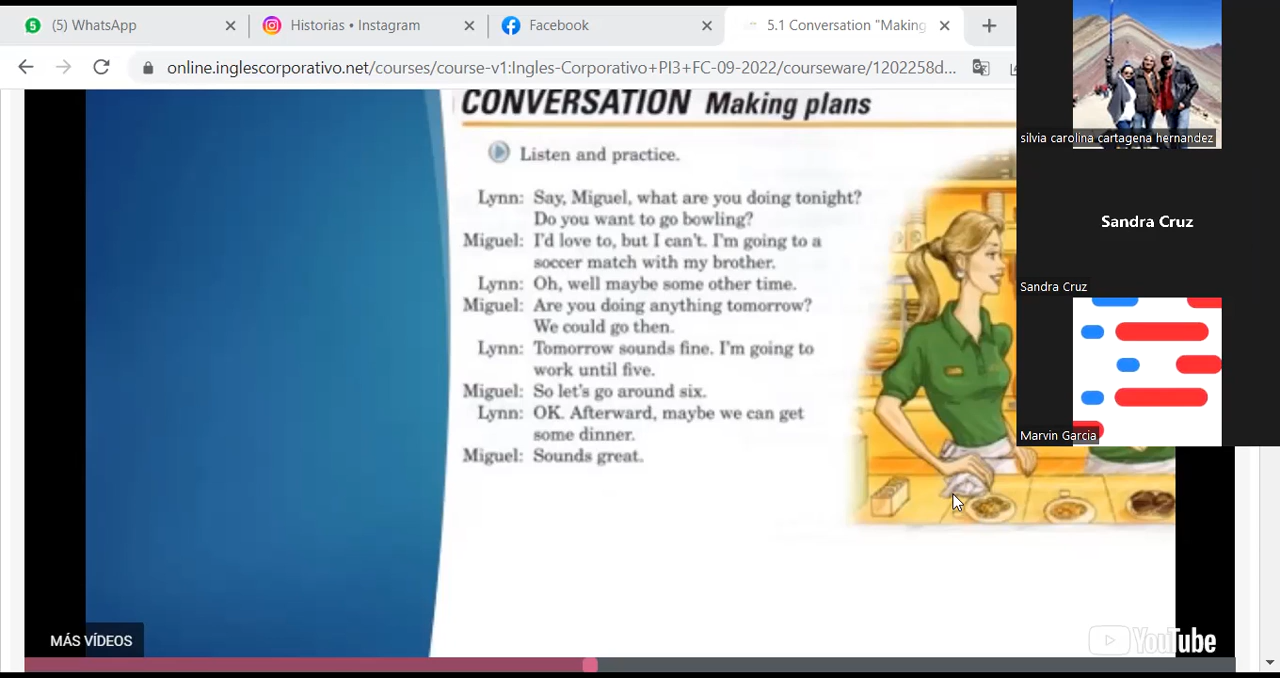 (5) WhatsApp
Historias • Instagram
Facebook
5.1 Conversation "Making
online.inglescorporativo.net/courses/course-v1:Ingles-Corporativo+PI3+FC-09-2022/courseware/1202258d...
CONVERSATION Making plans
Listen and practice.
Lynn: Say, Miguel, what are you doing tonight?
Do you want to go bowling?
Miguel: I'd love to, but I can't. I'm going to a
soccer match with my brother.
Lynn: Oh, well maybe some other time.
Miguel: Are you doing anything tomorrow?
We could go then.
Lynn: Tomorrow sounds fine. I'm going to
work until five.
Miguel: So let's go around six.
Lynn: OK. Afterward, maybe we can get
some dinner.
Miguel: Sounds great.
MÁS VÍDEOS
YouTube
silvia carolina cartagena hernandez
Sandra Cruz
Sandra Cruz
Marvin Garcia